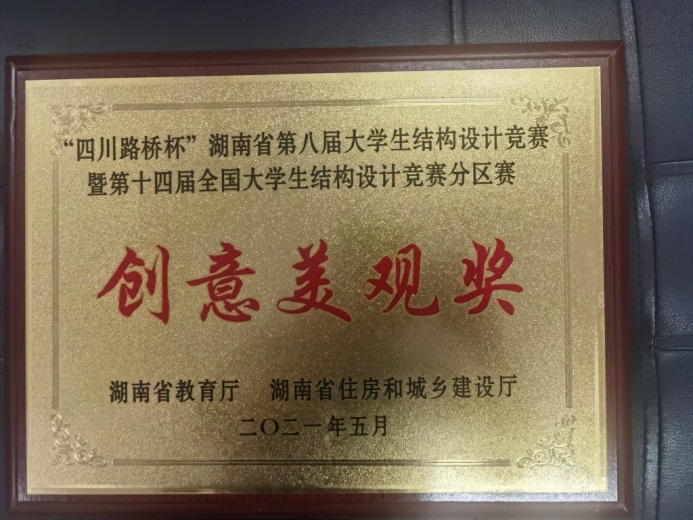 “四川路桥杯”湖南省第八届大学生结构设计竞赛
暨第十四届全国大学生结构设计竞赛分区赛
创意美观奖
湖南省教育厅 湖南省住房和城乡建设厅
二〇二一年五月